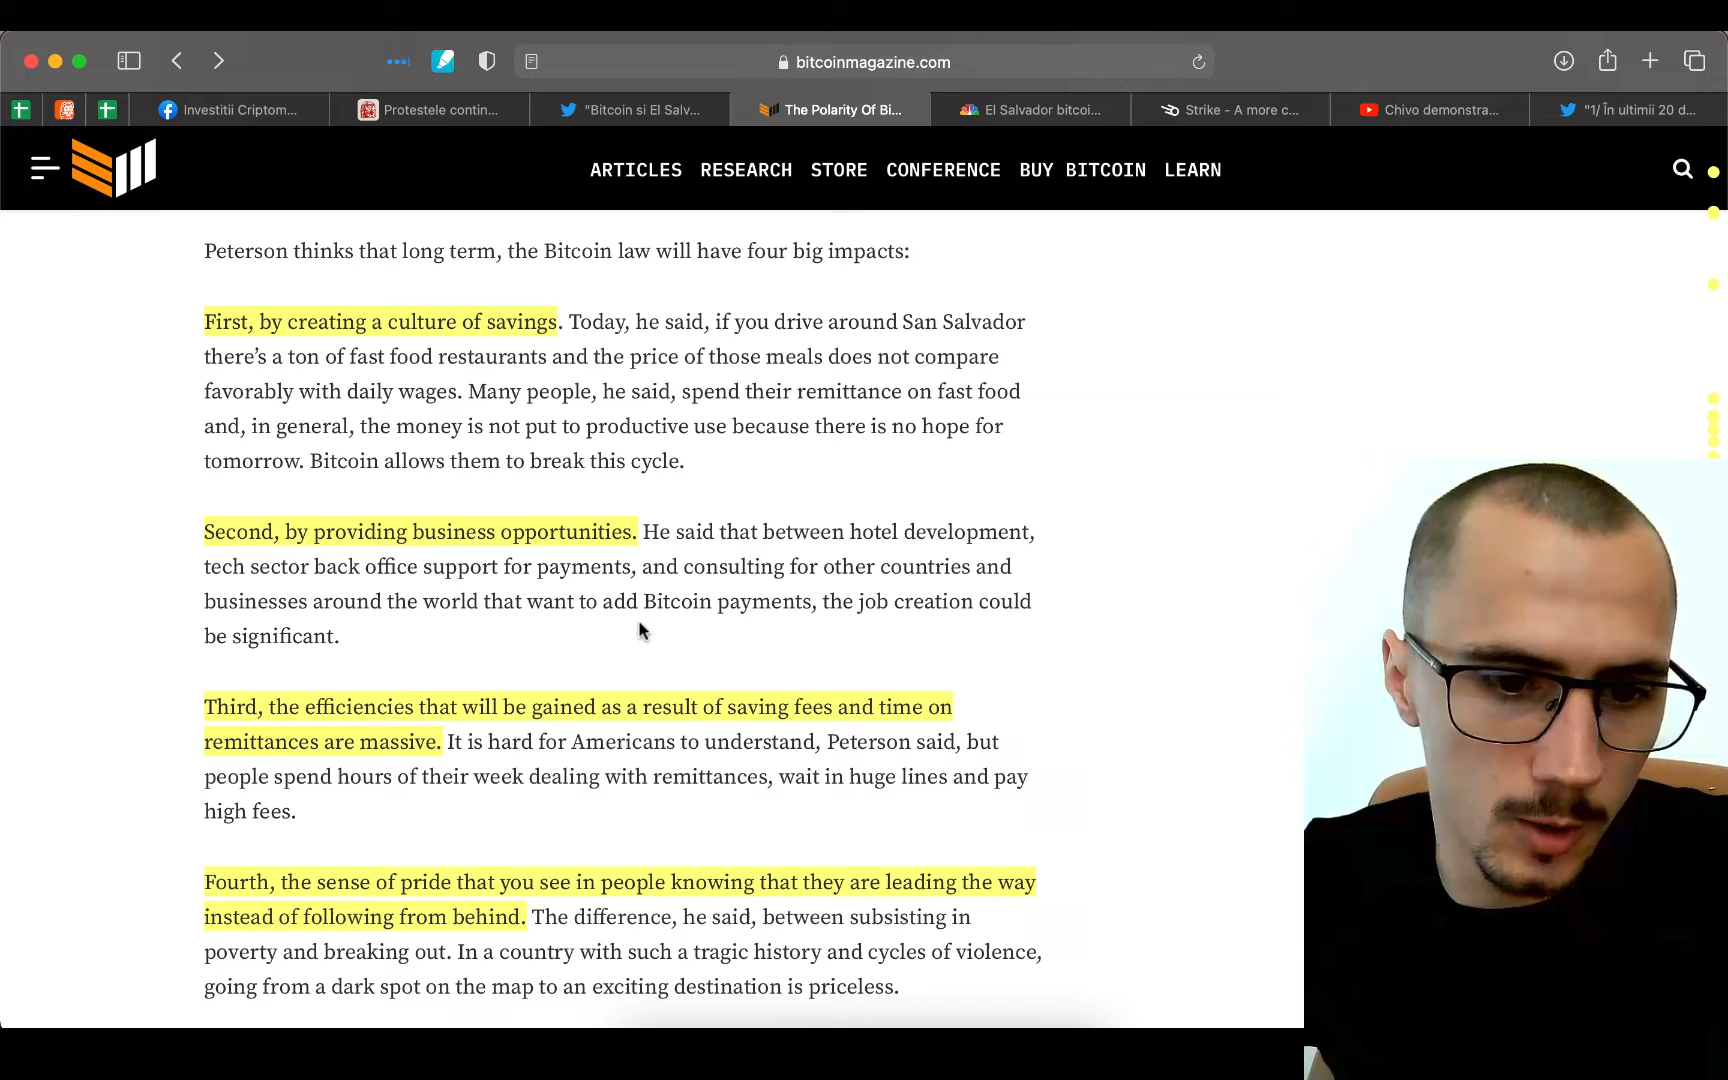 bitcoinmagazine.com
Investitii Criptom...
Protestele contin...
"Bitcoin si El Salv...
The Polarity Of Bi...
El Salvador bitcoi...
Strike - A more c...
Chivo demonstra...
"1/ În ultimii 20 d...
ARTICLES RESEARCH STORE CONFERENCE BUY BITCOIN LEARN
Peterson thinks that long term, the Bitcoin law will have four big impacts:
First, by creating a culture of savings. Today, he said, if you drive around San Salvador
there’s a ton of fast food restaurants and the price of those meals does not compare
favorably with daily wages. Many people, he said, spend their remittance on fast food
and, in general, the money is not put to productive use because there is no hope for
tomorrow. Bitcoin allows them to break this cycle.
Second, by providing business opportunities. He said that between hotel development,
tech sector back office support for payments, and consulting for other countries and
businesses around the world that want to add Bitcoin payments, the job creation could
be significant.
Third, the efficiencies that will be gained as a result of saving fees and time on
remittances are massive. It is hard for Americans to understand, Peterson said, but
people spend hours of their week dealing with remittances, wait in huge lines and pay
high fees.
Fourth, the sense of pride that you see in people knowing that they are leading the way
instead of following from behind. The difference, he said, between subsisting in
poverty and breaking out. In a country with such a tragic history and cycles of violence,
going from a dark spot on the map to an exciting destination is priceless.